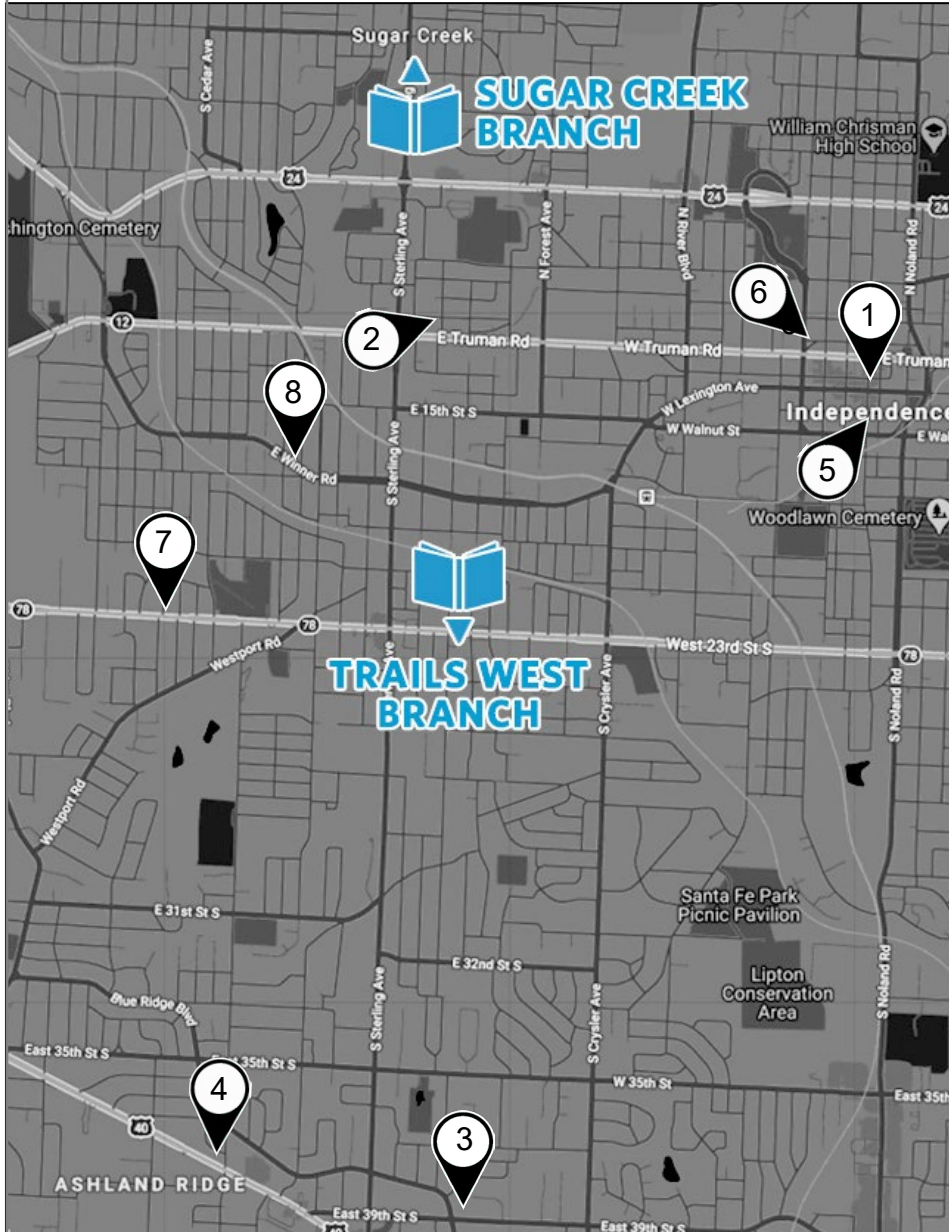 Sugar Creek
S Cedar Ave
SUGAR CREEK
BRANCH
William Chrisman
High School
24
24
24
hington Cemetery
S Sterling Ave
N Forest Ave
N River Blvd
N Noland Rd
6
1
12
2
E Truman Rd
W Truman Rd
E Truman
8
W Lexington Ave
E 15th St S
Independence
W Walnut St
E Wal
E Winner Rd
S Sterling Ave
5
Woodlawn Cemetery
7
78
78
West 23rd St S
78
Westport Rd
TRAILS WEST
BRANCH
Ave
S Crysler Ave
S Noland Rd
Westport Rd
Santa Fe Park
Picnic Pavilion
E 31st St S
E 32nd St S
Lipton
Conservation
Area
S Sterling Ave
S Crysler Ave
S Noland Rd
Blue Ridge Blvd
East 35th St S
35th St S
W 35th St
East 35th
4
40
3
ASHLAND RIDGE
East 39th St S
East 39th St S